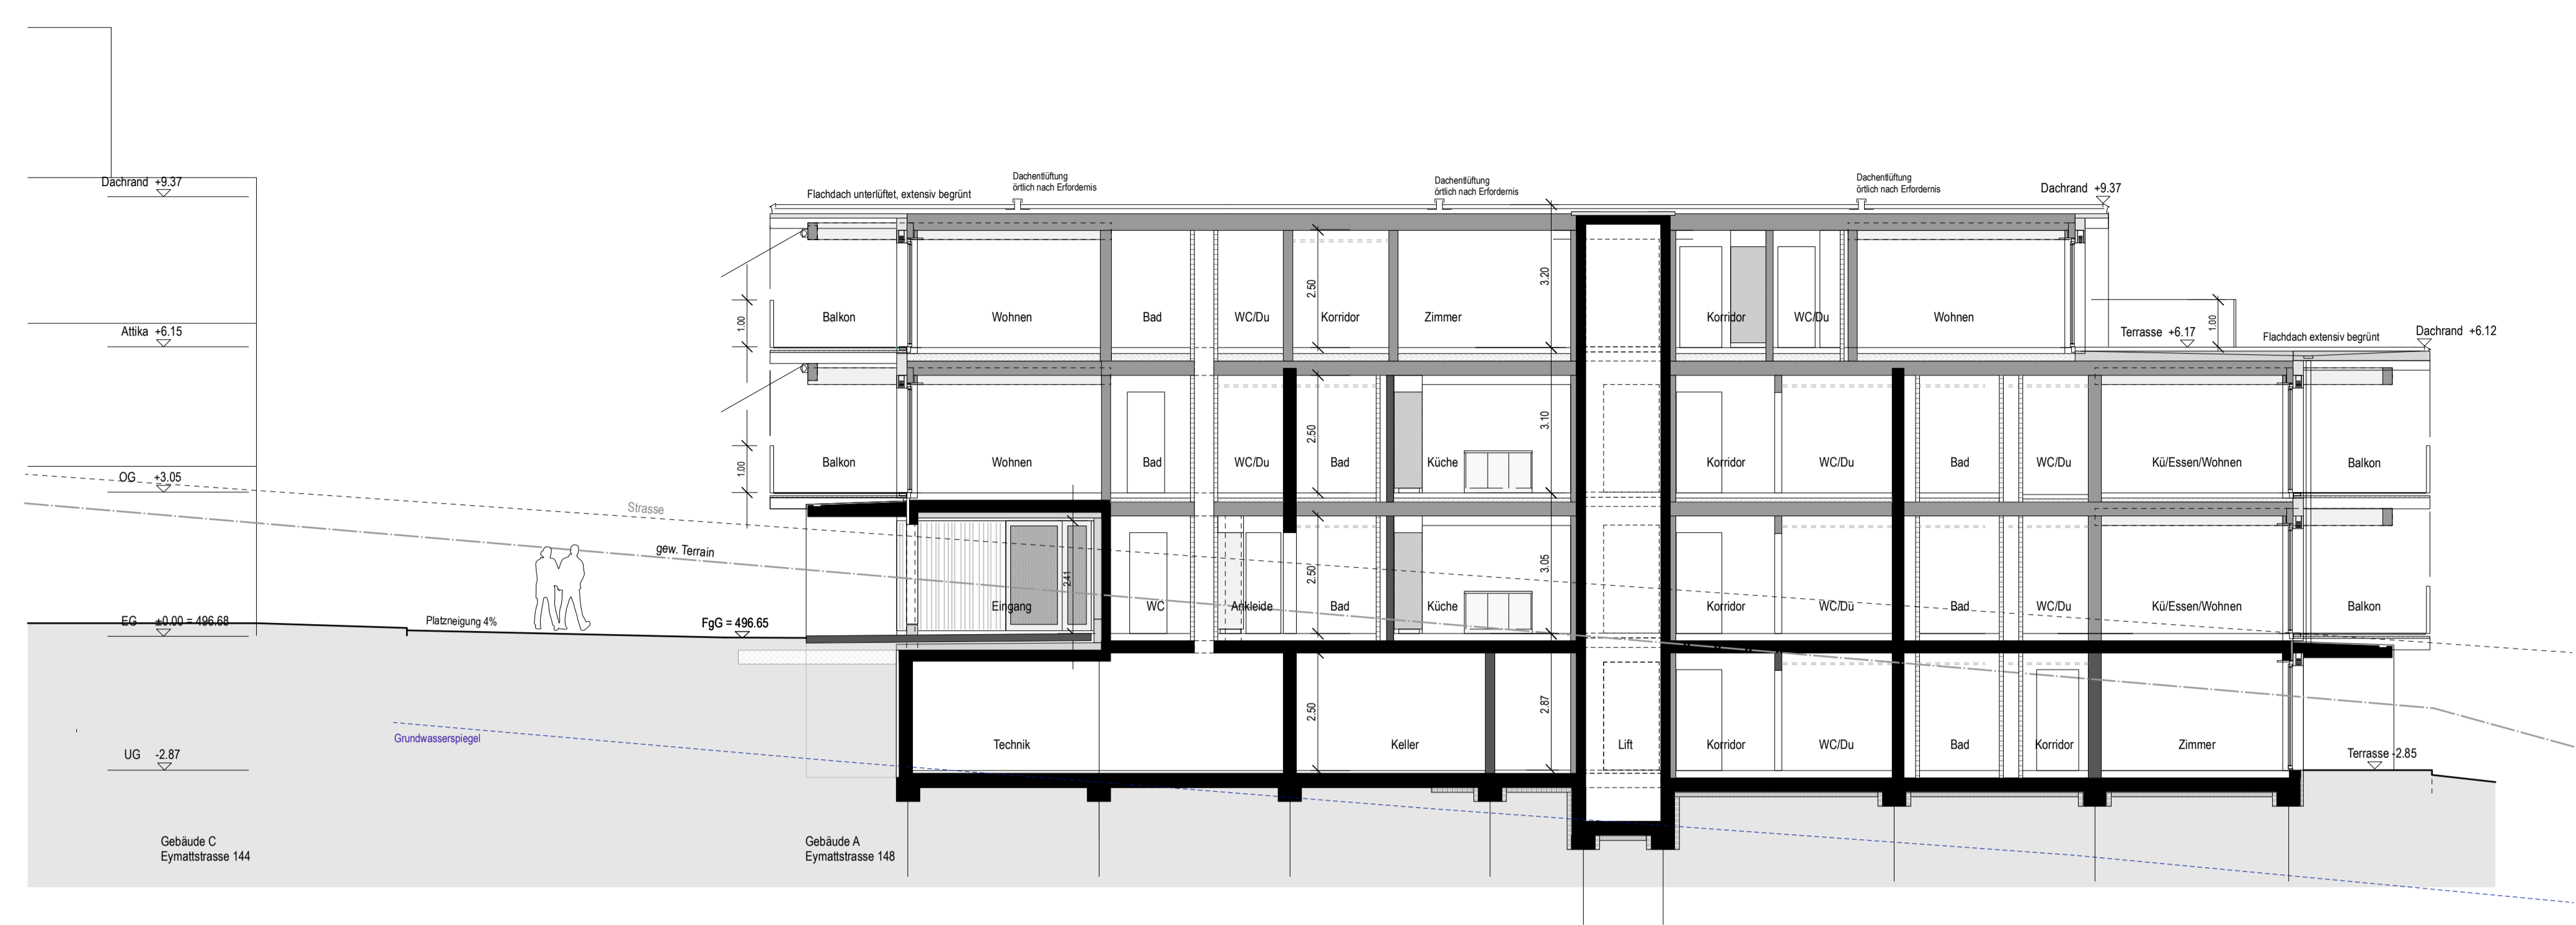 Dachrand +9.37
Attika +6.15
OG +3.05
EG ±0.00 = 496.68
UG -2.87
Flachdach unterlüftet, extensiv begrünt
Dachentlüftung
örtlich nach Erfordernis
Dachentlüftung
örtlich nach Erfordernis
Dachentlüftung
örtlich nach Erfordernis
Dachrand +9.37
1.00
Balkon
Wohnen
Bad
WC/Du
2.50
Korridor
Zimmer
3.20
Korridor
WC/Du
Wohnen
Terrasse +6.17
1.00
Flachdach extensiv begrünt
Dachrand +6.12
1.00
Balkon
Wohnen
Bad
WC/Du
2.50
Bad
Küche
3.10
Korridor
WC/Du
Bad
WC/Du
Kü/Essen/Wohnen
Balkon
Strasse
gew. Terrain
Platzneigung 4%
FgG = 496.65
Eingang
2.41
WC
Ankleide
2.50
Bad
Küche
3.05
Korridor
WC/Du
Bad
WC/Du
Kü/Essen/Wohnen
Balkon
Grundwasserspiegel
Technik
2.50
Keller
2.87
Lift
Korridor
WC/Du
Bad
Korridor
Zimmer
Terrasse -2.85
Gebäude C
Eymattstrasse 144
Gebäude A
Eymattstrasse 148